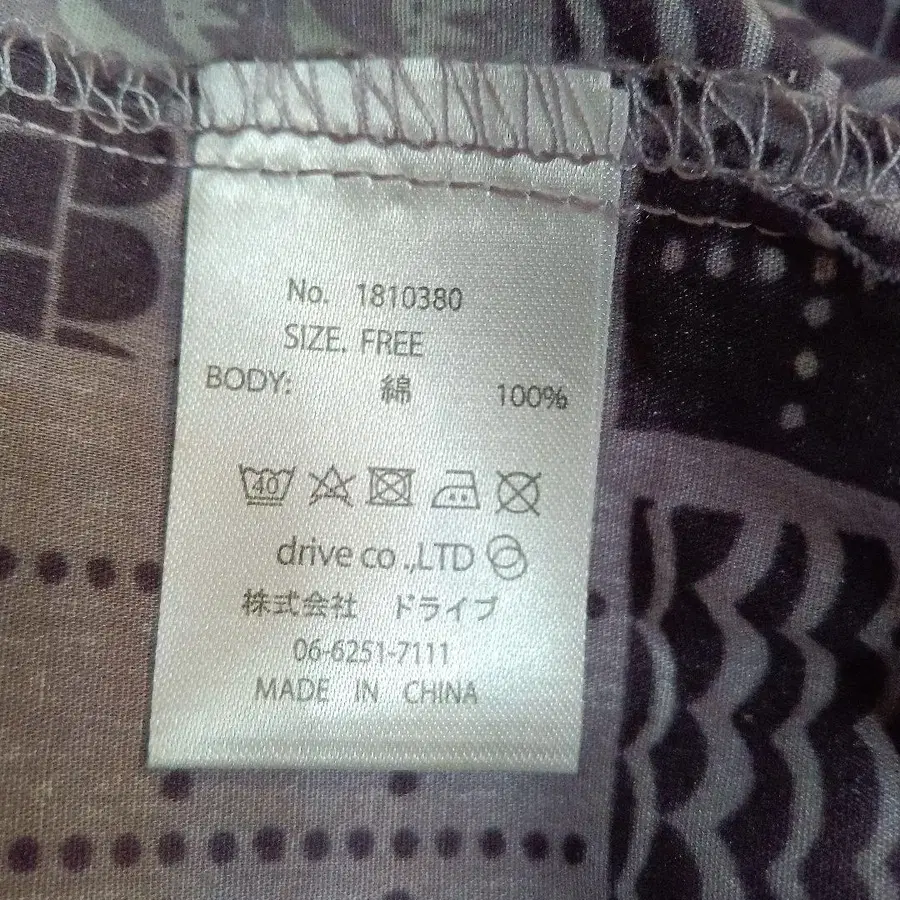 No. 1810380
SIZE. FREE
BODY: 綿 100%
40
drive co.,LTD
株式会社 ドライブ
06-6251-7111
MADE IN CHINA